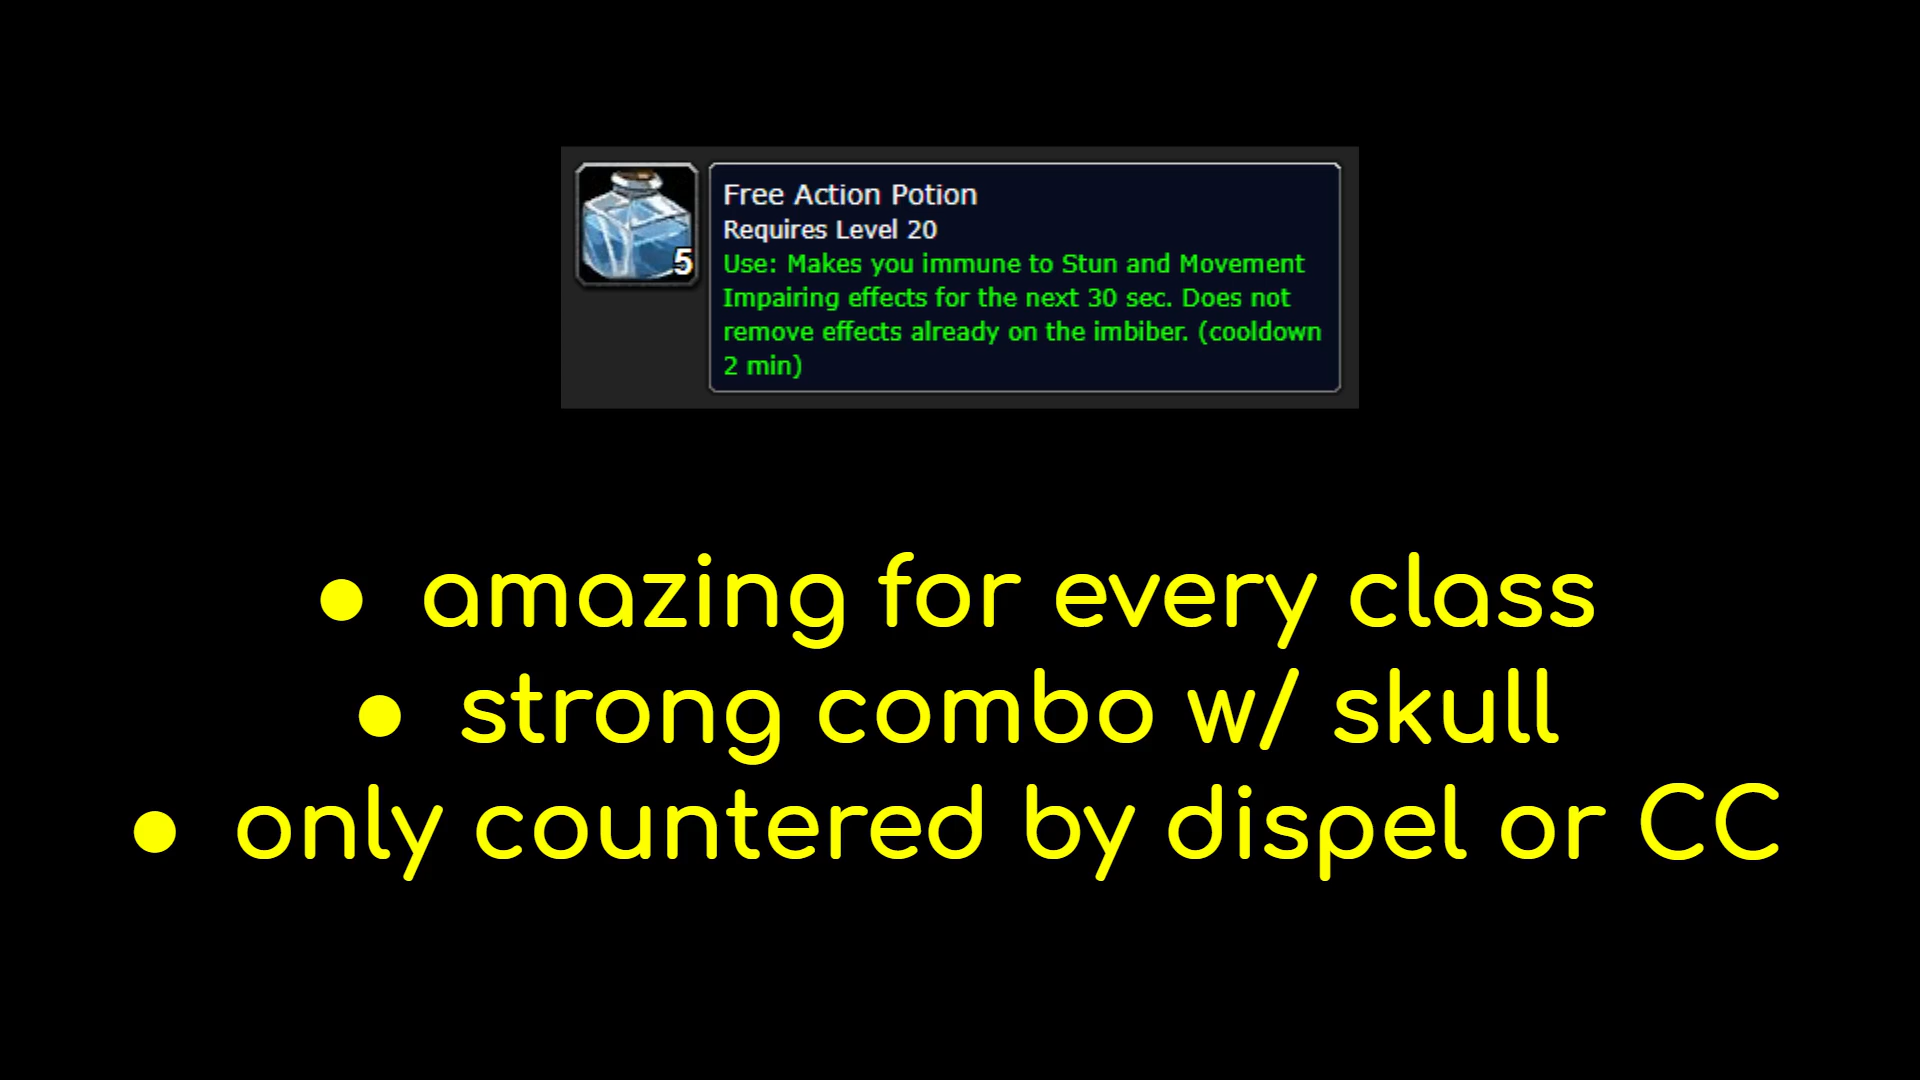 5
Free Action Potion
Requires Level 20
Use: Makes you immune to Stun and Movement
Impairing effects for the next 30 sec. Does not
remove effects already on the imbiber. (cooldown
2 min)
● amazing for every class
● strong combo w/ skull
● only countered by dispel or CC